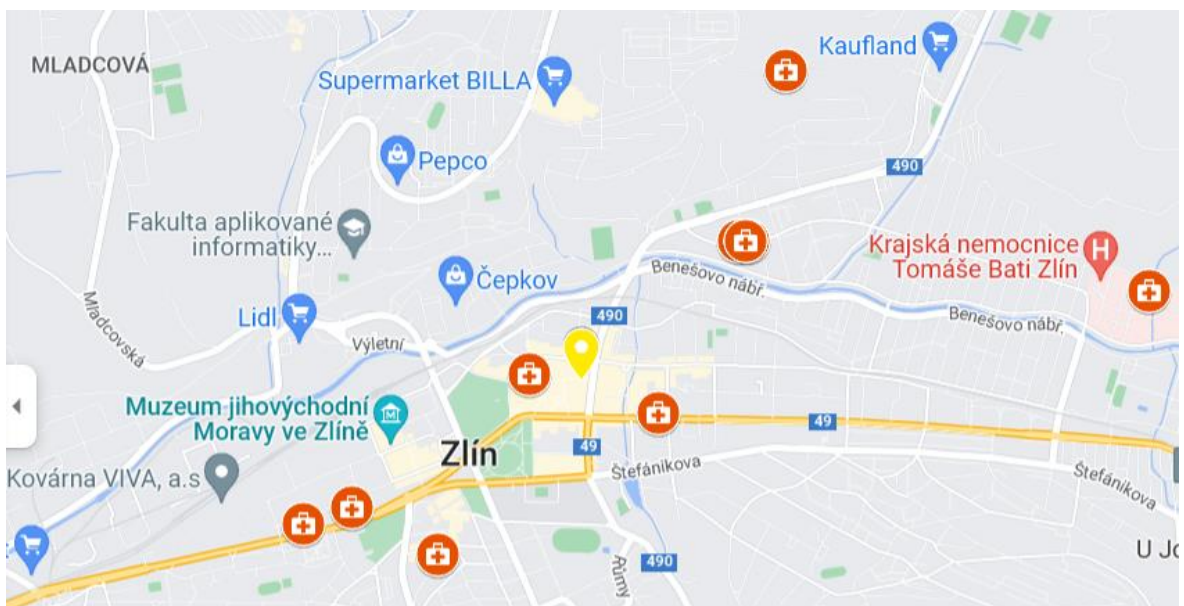 MLADCOVÁ
Kaufland
Supermarket BILLA
Pepco
490
Fakulta aplikované
informatiky...
Krajská nemocnice
Tomáše Bati Zlín
Benešovo nábř.
Čepkov
Mladcovská
Lidl
490
Benešovo nábř.
Výletní
Muzeum jihovýchodní
Moravy ve Zlíně
49
49
Zlín
Štefánikova
Štefánikova
Kovárna VIVA, a.s
U Jo
490